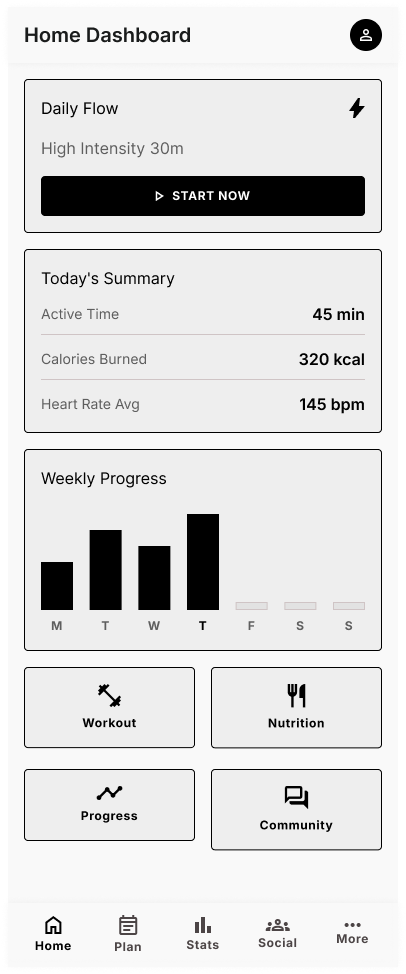 Home Dashboard
Daily Flow
High Intensity 30m
START NOW
Today's Summary
Active Time 45 min
Calories Burned 320 kcal
Heart Rate Avg 145 bpm
Weekly Progress
M T W T F S S
Workout Nutrition
Progress Community
Home Plan Stats Social More